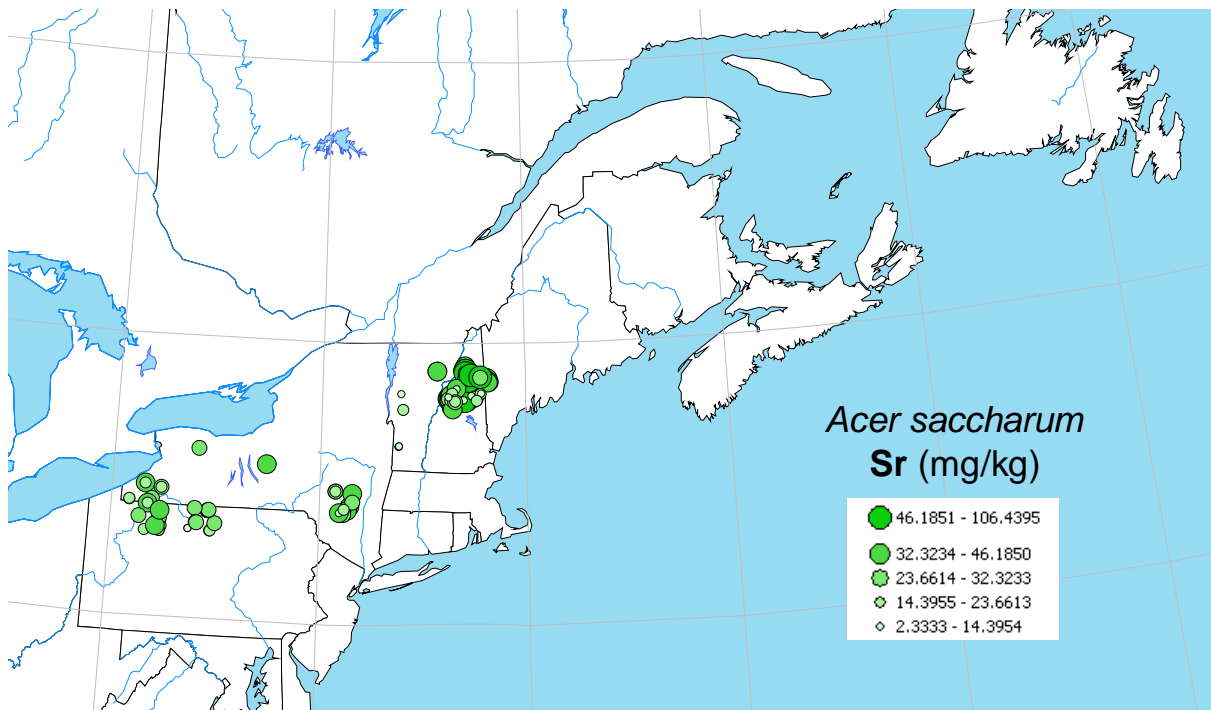 Acer saccharum
Sr (mg/kg)
46.1851 - 106.4395
32.3234 - 46.1850
23.6614 - 32.3233
14.3955 - 23.6613
2.3333 - 14.3954